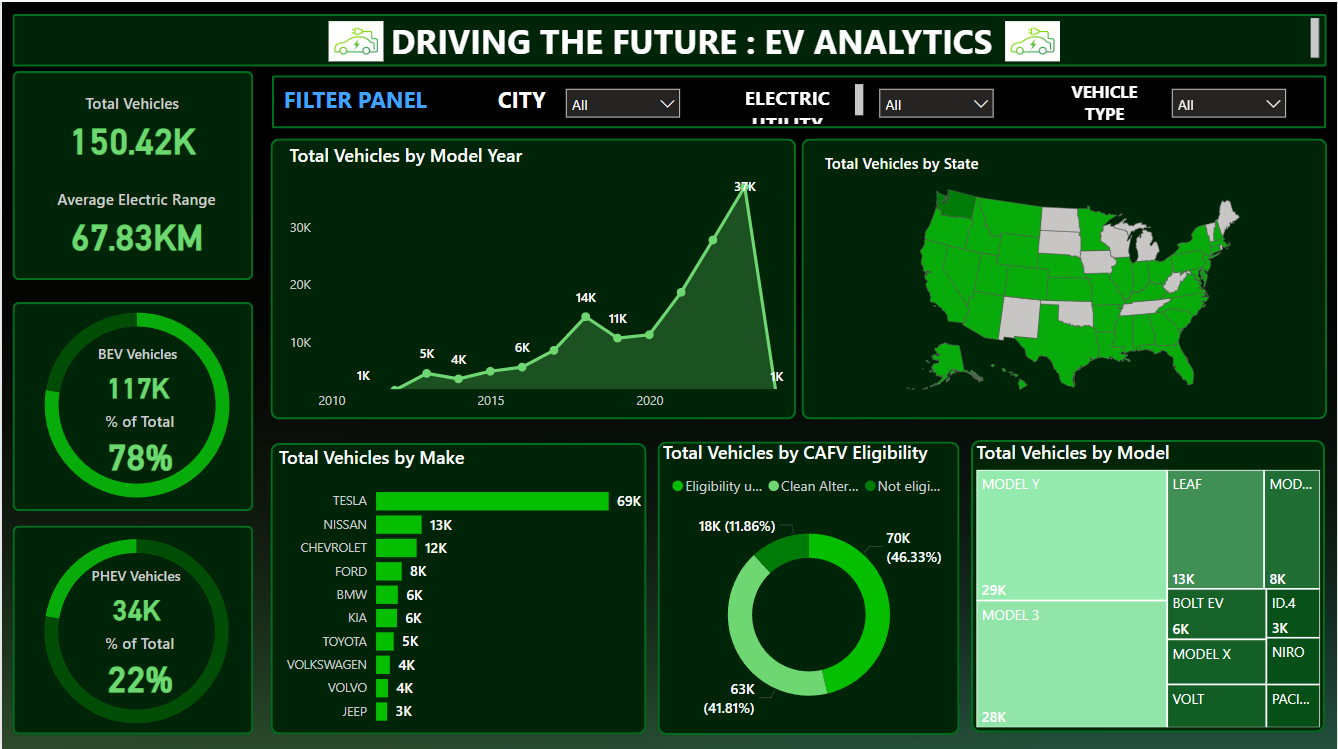 DRIVING THE FUTURE : EV ANALYTICS
Total Vehicles
150.42K
Average Electric Range
67.83KM
FILTER PANEL
CITY
All
ELECTRIC
UTILITY
All
VEHICLE
TYPE
All
Total Vehicles by Model Year
37K
30K
20K
14K
11K
10K
6K
5K
4K
1K
1K
2010
2015
2020
Total Vehicles by State
BEV Vehicles
117K
% of Total
78%
PHEV Vehicles
34K
% of Total
22%
Total Vehicles by Make
TESLA 69K
NISSAN 13K
CHEVROLET 12K
FORD 8K
BMW 6K
KIA 6K
TOYOTA 5K
VOLKSWAGEN 4K
VOLVO 4K
JEEP 3K
Total Vehicles by CAFV Eligibility
Eligibility u... Clean Alter... Not eligi...
18K (11.86%)
70K
(46.33%)
63K
(41.81%)
Total Vehicles by Model
MODEL Y
29K
MODEL 3
28K
LEAF
13K
MOD...
8K
BOLT EV
6K
ID.4
3K
MODEL X
NIRO
VOLT
PACI...